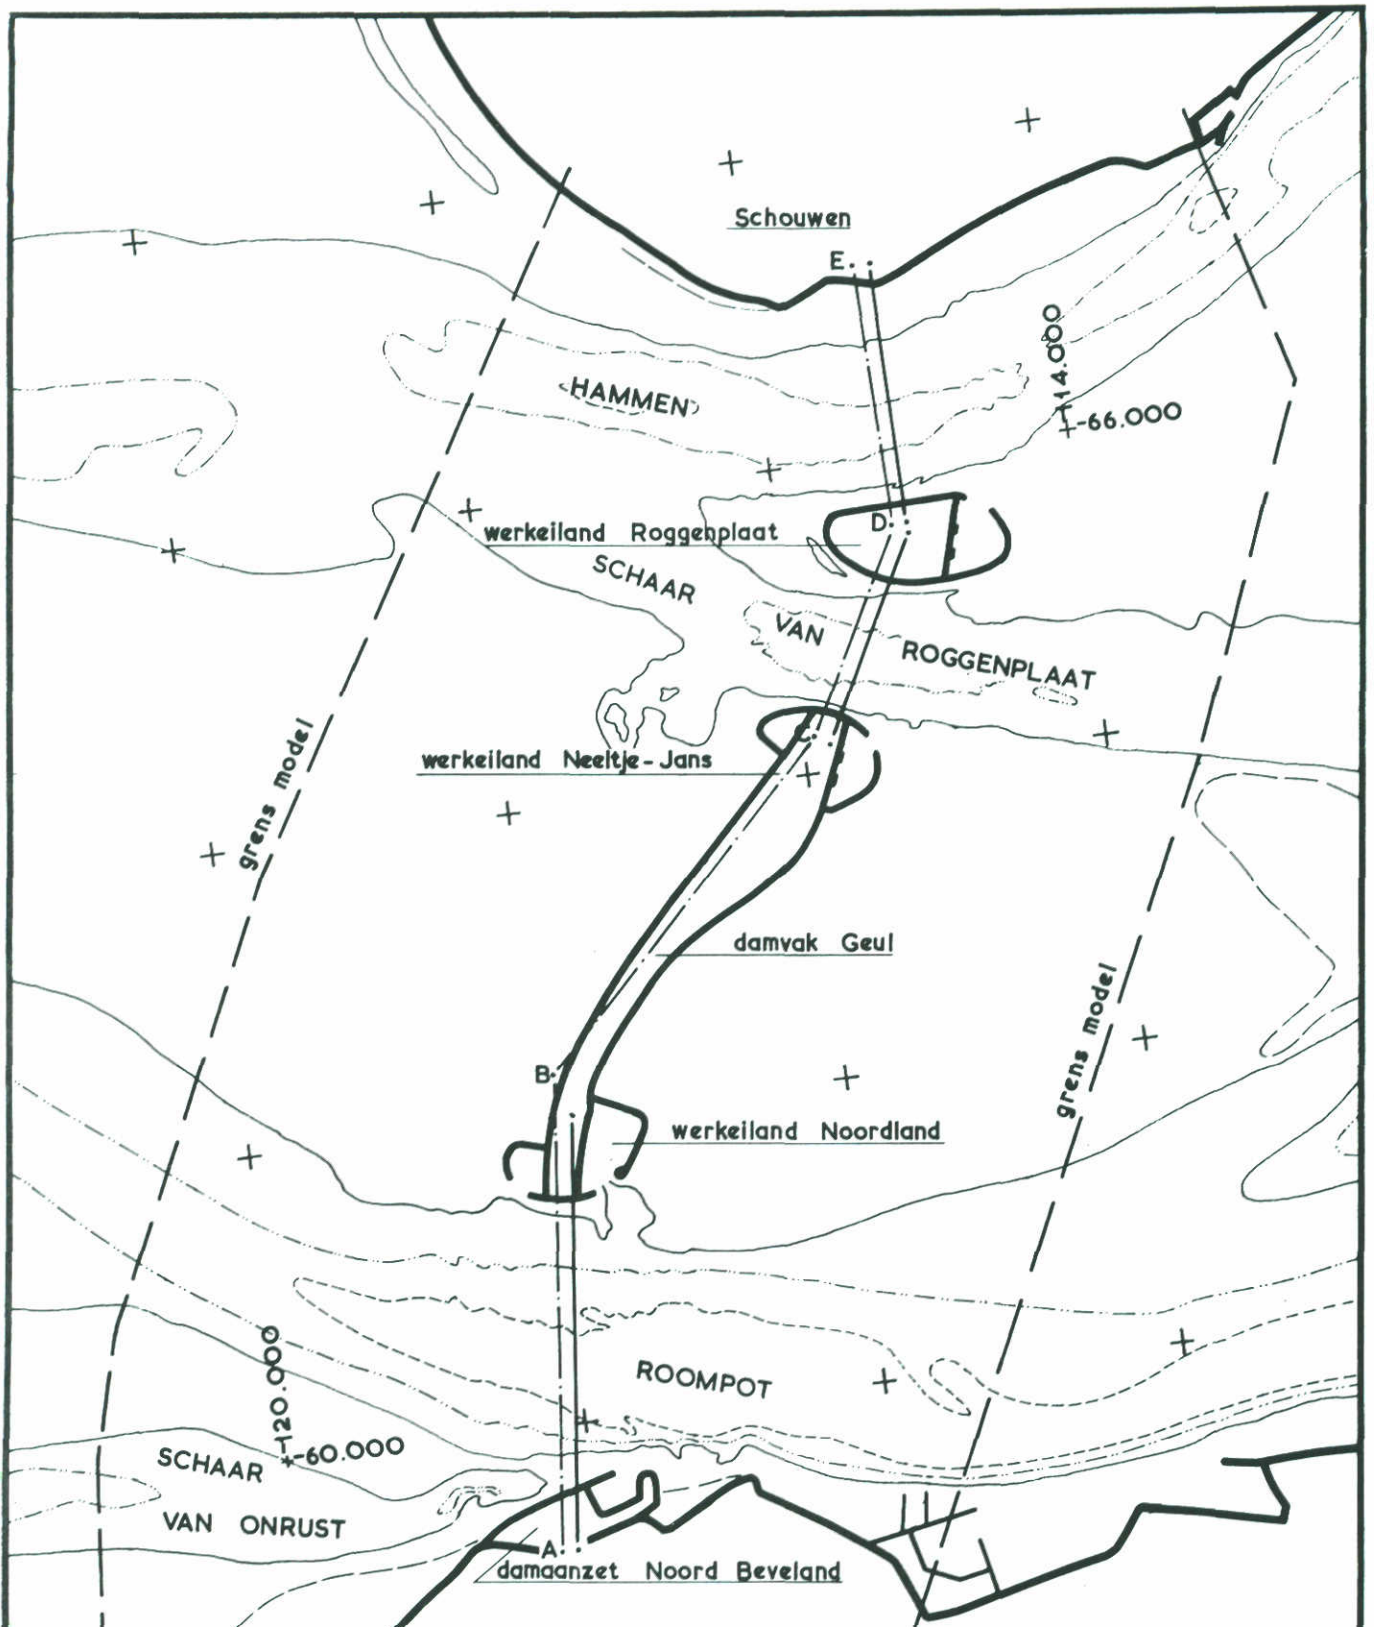 Schouwen
E
-114.000
HAMMEN
-66.000
D
werkeiland Roggenplaat
SCHAAR
VAN
ROGGENPLAAT
C
werkeiland Neeltje-Jans
grens model
damvak Geul
grens model
B
werkeiland Noordland
ROOMPOT
-120.000
-60.000
SCHAAR
VAN ONRUST
A
damaanzet Noord Beveland